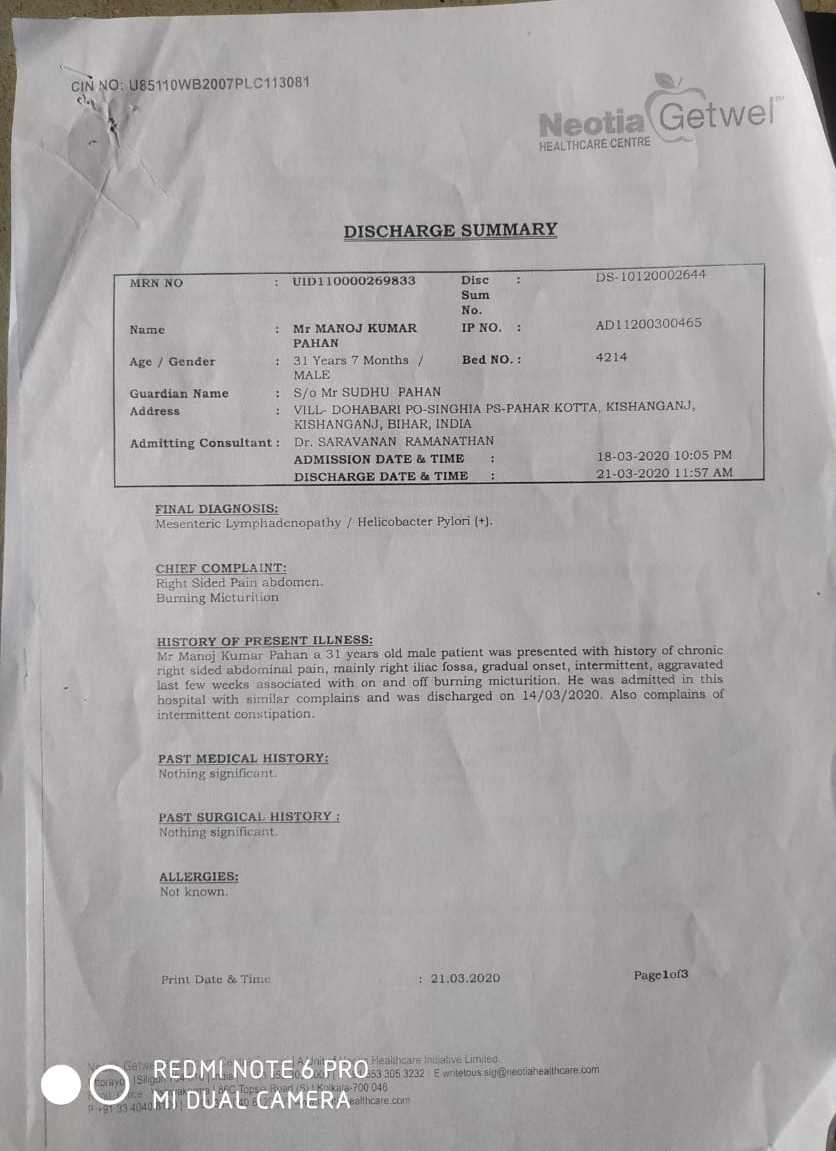 CIN NO: U85110WB2007PLC113081
Neotia Getwel™
HEALTHCARE CENTRE
DISCHARGE SUMMARY
MRN NO : UID110000269833 Disc Sum No. : DS-10120002644
Name : Mr MANOJ KUMAR PAHAN IP NO. : AD11200300465
Age / Gender : 31 Years 7 Months / MALE Bed NO. : 4214
Guardian Name : S/o Mr SUDHU PAHAN
Address : VILL- DOHABARI PO-SINGHIA PS-PAHAR KOTTA, KISHANGANJ,
KISHANGANJ, BIHAR, INDIA
Admitting Consultant : Dr. SARAVANAN RAMANATHAN
ADMISSION DATE & TIME : 18-03-2020 10:05 PM
DISCHARGE DATE & TIME : 21-03-2020 11:57 AM
FINAL DIAGNOSIS:
Mesenteric Lymphadenopathy / Helicobacter Pylori (+).
CHIEF COMPLAINT:
Right Sided Pain abdomen.
Burning Micturition
HISTORY OF PRESENT ILLNESS:
Mr Manoj Kumar Pahan a 31 years old male patient was presented with history of chronic
right sided abdominal pain, mainly right iliac fossa, gradual onset, intermittent, aggravated
last few weeks associated with on and off burning micturition. He was admitted in this
hospital with similar complains and was discharged on 14/03/2020. Also complains of
intermittent constipation.
PAST MEDICAL HISTORY:
Nothing significant.
PAST SURGICAL HISTORY :
Nothing significant.
ALLERGIES:
Not known.
Print Date & Time : 21.03.2020 Page1of3
Getwel | A Unit of Healthcare Initiative Limited.
353 305 3232 | E writetous.slg@neotiahealthcare.com
Topsia Road (S) | Kolkata-700 046
P +91 33 4040
REDMI NOTE 6 PRO
MI DUAL CAMERA